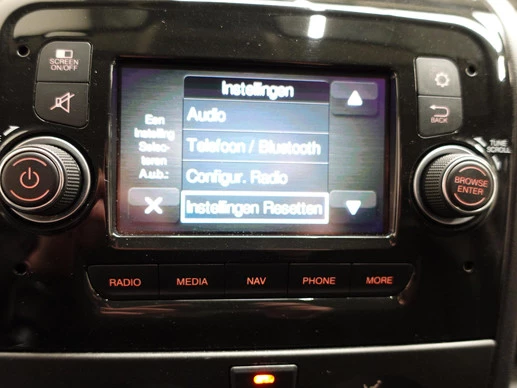 SCREEN
ON/OFF
Instellingen
Een
Instelling
Selec-
teren
A.u.b.:
Audio
Telefoon / Bluetooth
Configur. Radio
Instellingen Resetten
BACK
TUNE
SCROLL
BROWSE
ENTER
RADIO
MEDIA
NAV
PHONE
MORE